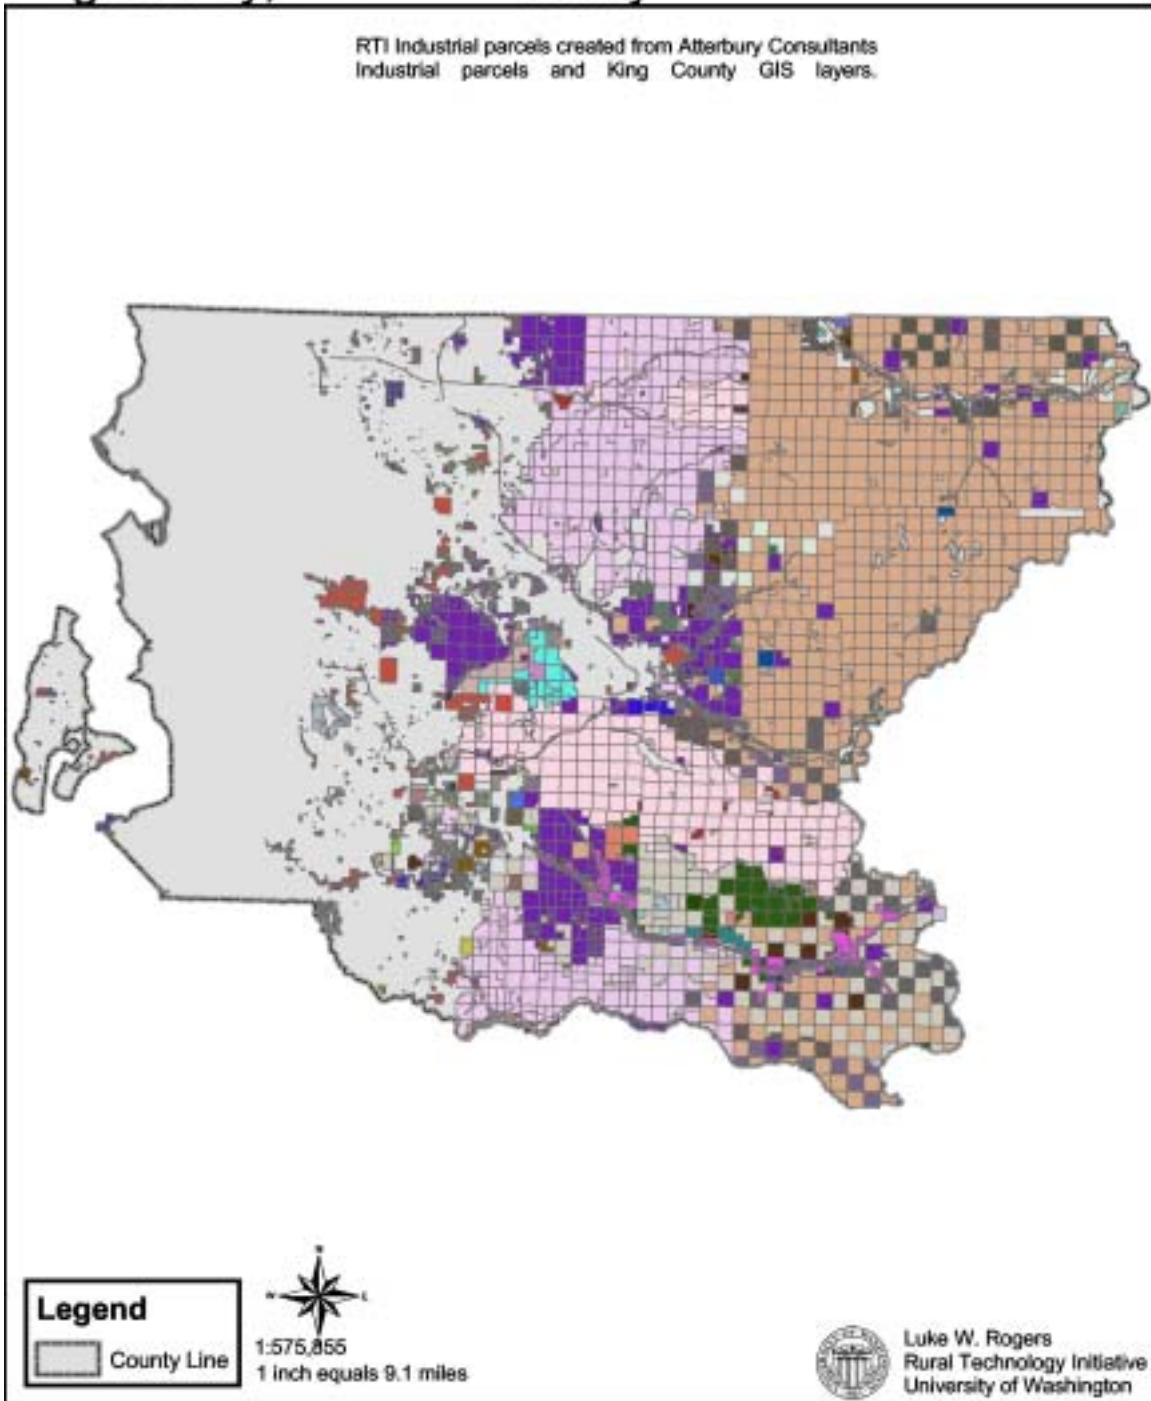 RTI Industrial parcels created from Atterbury Consultants
Industrial parcels and King County GIS layers.
N
W E
Legend
County Line
1:575,855
1 inch equals 9.1 miles
Luke W. Rogers
Rural Technology Initiative
University of Washington